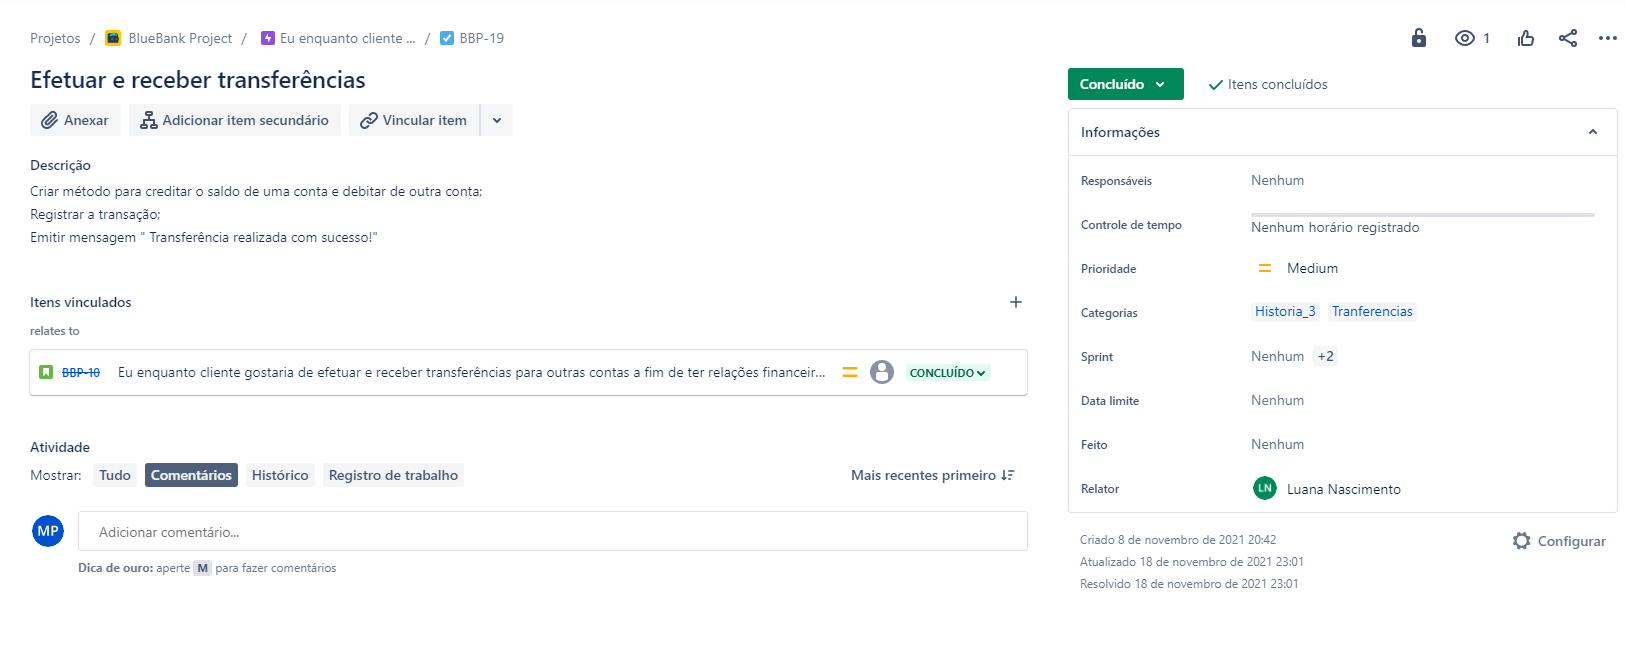 Projetos / BlueBank Project / Eu enquanto cliente ... / BBP-19
1
Efetuar e receber transferências
Anexar
Adicionar item secundário
Vincular item
Descrição
Criar método para creditar o saldo de uma conta e debitar de outra conta;
Registrar a transação;
Emitir mensagem " Transferência realizada com sucesso!"
Itens vinculados
relates to
BBP-10 Eu enquanto cliente gostaria de efetuar e receber transferências para outras contas a fim de ter relações financeir... CONCLUÍDO
Atividade
Mostrar: Tudo Comentários Histórico Registro de trabalho Mais recentes primeiro
MP Adicionar comentário...
Dica de ouro: aperte M para fazer comentários
Concluído Itens concluídos
Informações
Responsáveis Nenhum
Controle de tempo Nenhum horário registrado
Prioridade Medium
Categorias Historia_3 Tranferencias
Sprint Nenhum +2
Data limite Nenhum
Feito Nenhum
Relator LN Luana Nascimento
Criado 8 de novembro de 2021 20:42
Atualizado 18 de novembro de 2021 23:01
Resolvido 18 de novembro de 2021 23:01
Configurar